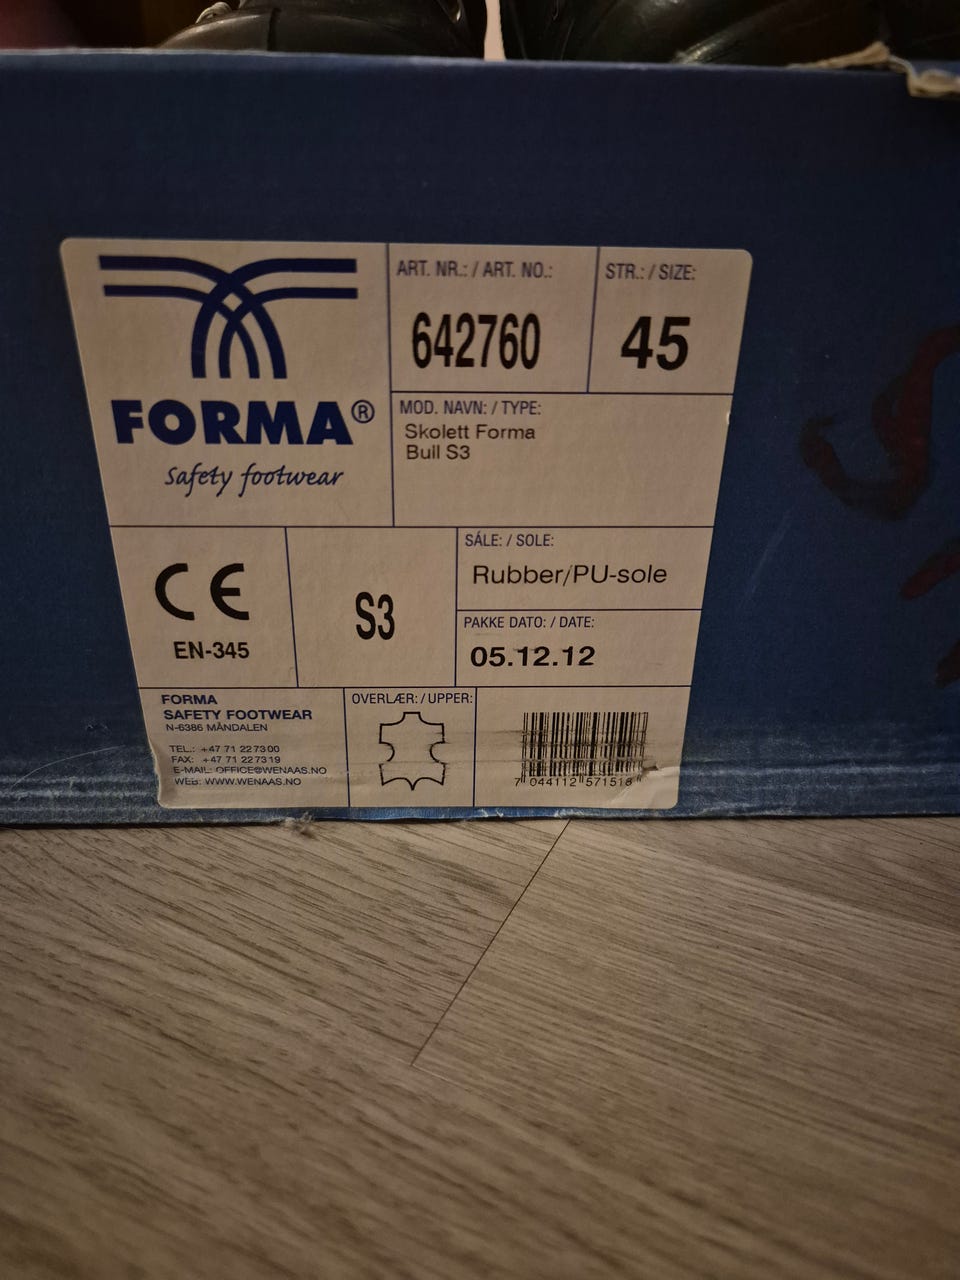 FORMA®
Safety footwear
ART. NR.: / ART. NO.:
642760
STR.: / SIZE:
45
MOD. NAVN: / TYPE:
Skolett Forma
Bull S3
CE
EN-345
S3
SÁLE: / SOLE:
Rubber/PU-sole
PAKKE DATO: / DATE:
05.12.12
FORMA
SAFETY FOOTWEAR
N-6386 MÅNDALEN
TEL.: +47 71 227300
FAX: +47 71 227319
E-MAIL: OFFICE@WENAAS.NO
WEB: WWW.WENAAS.NO
OVERLÆR: / UPPER:
7 044112 571518